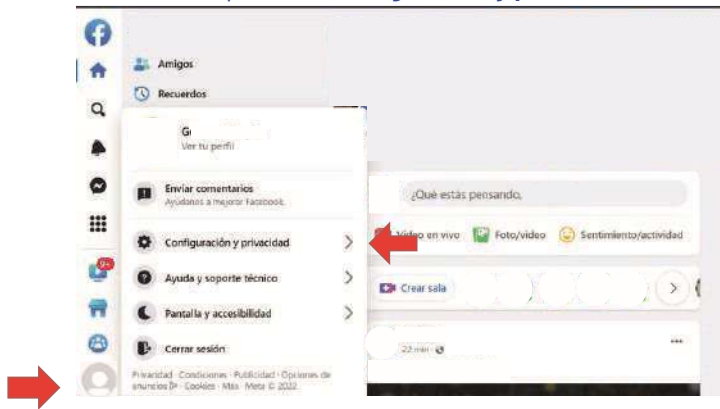 Amigos
Recuerdos
Ver tu perfil
Enviar comentarios
Ayúdanos a mejorar Facebook.
¿Qué estás pensando,
Video en vivo
Foto/video
Sentimiento/actividad
Configuración y privacidad
Ayuda y soporte técnico
Crear sala
Pantalla y accesibilidad
Cerrar sesión
22 min
Privacidad · Condiciones · Publicidad · Opciones de
anuncios · Cookies · Más · Meta © 2022
9+